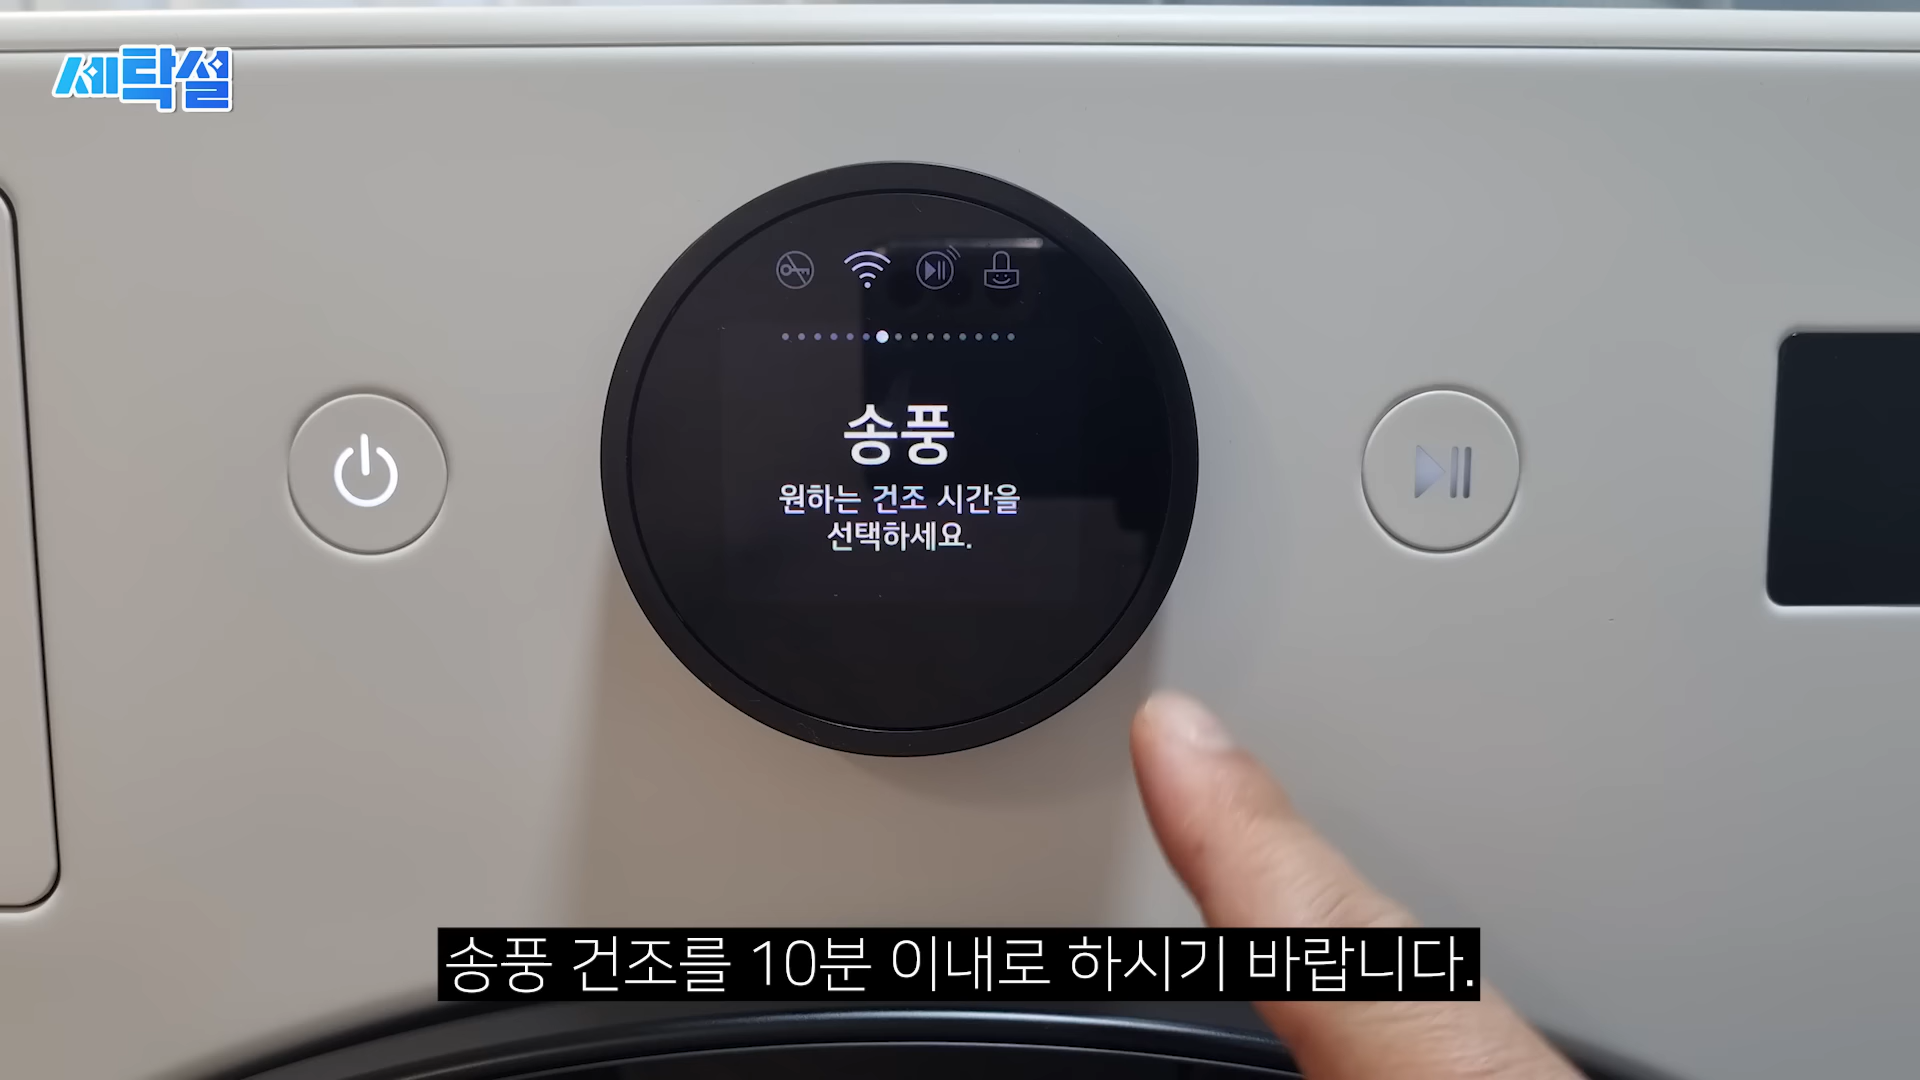 세탁설
송풍
원하는 건조 시간을
선택하세요.
송풍 건조를 10분 이내로 하시기 바랍니다.